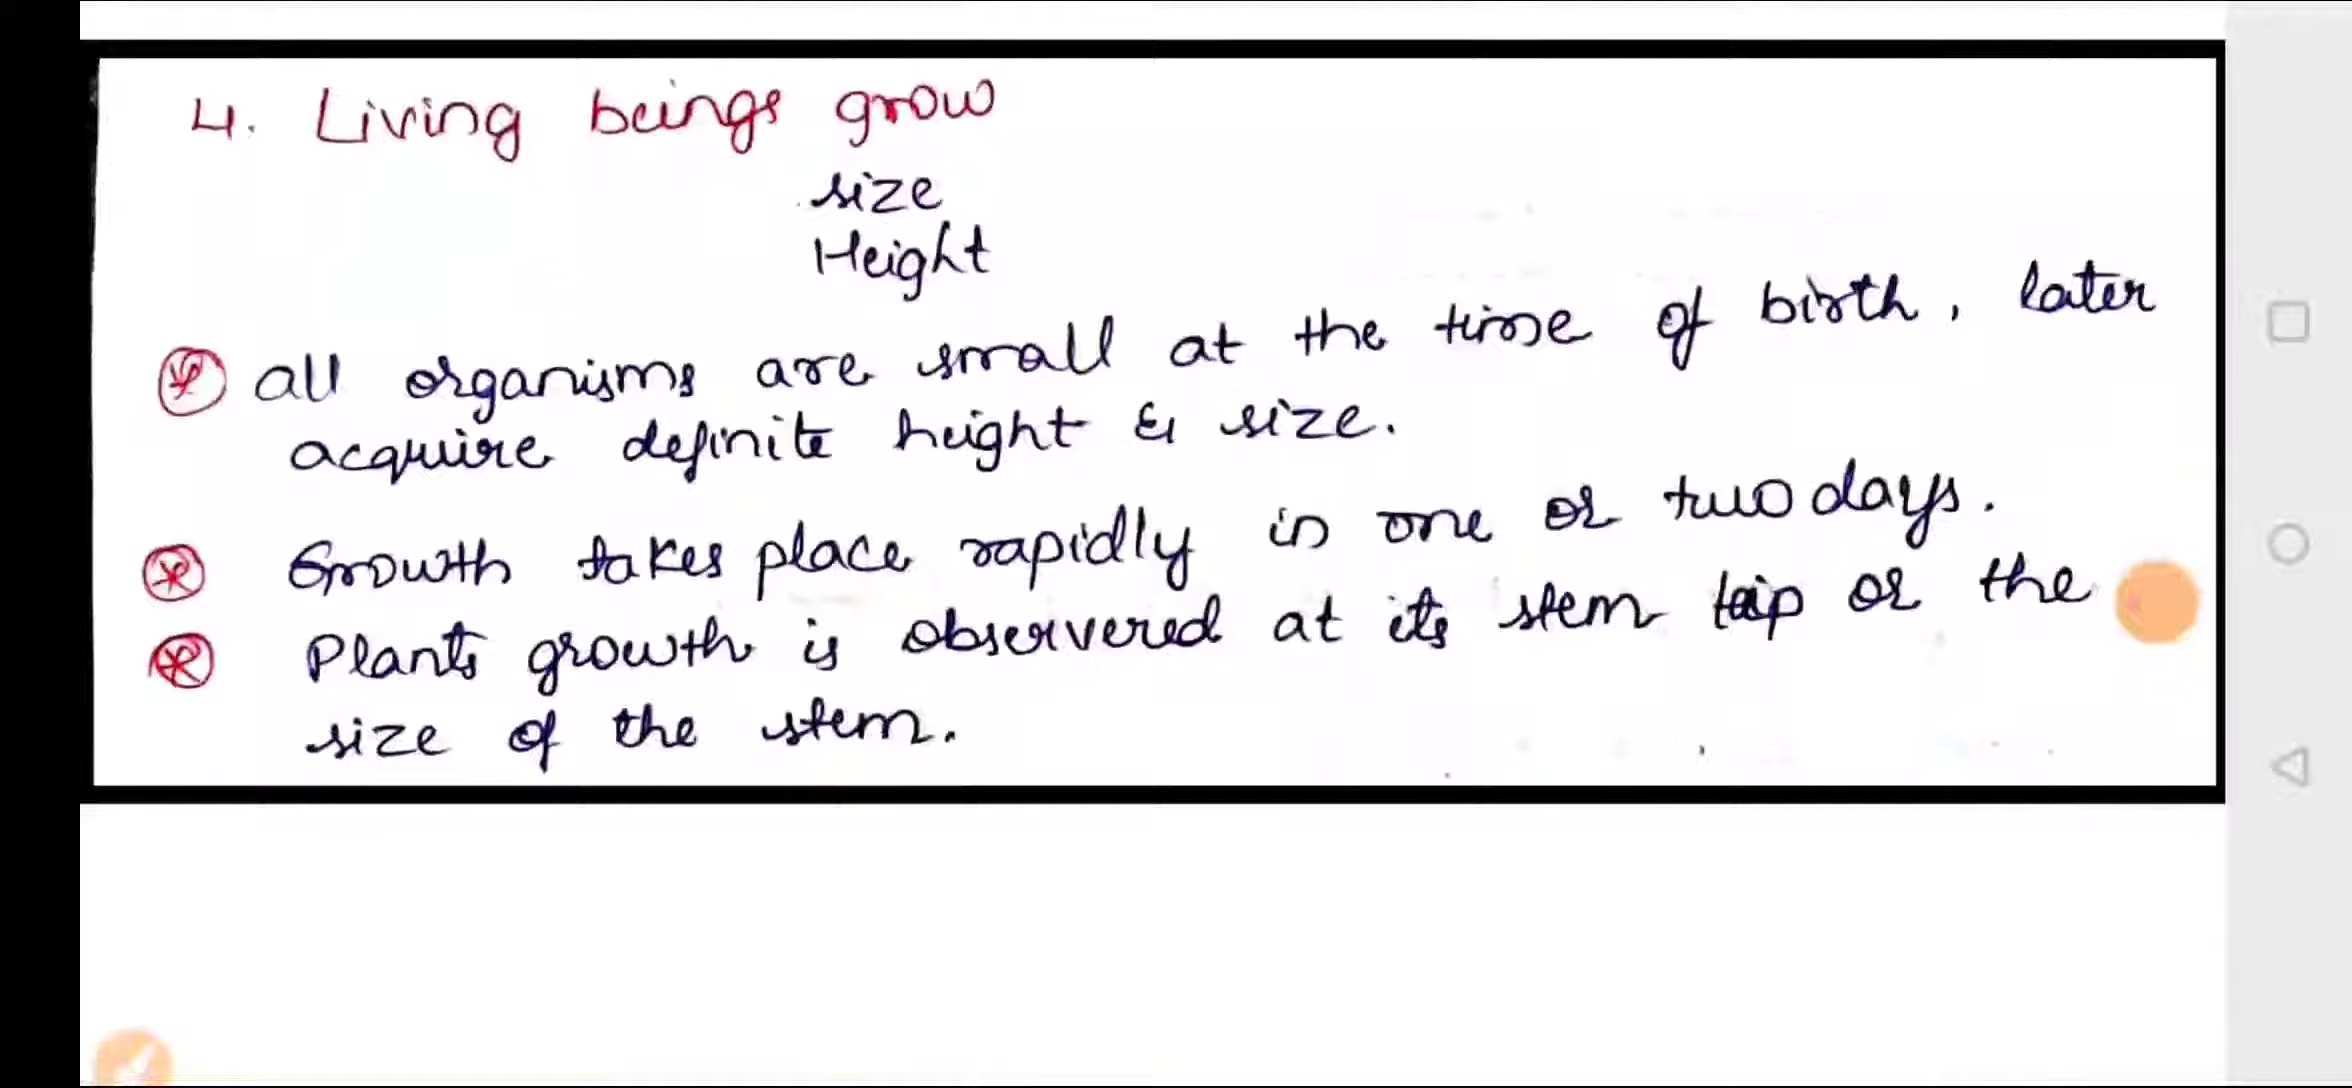 4. Living beings grow
size
Height
all organisms are small at the time of birth, later
acquire definite height & size.
Growth takes place rapidly in one or two days.
Plants growth is observered at its stem tip or the
size of the stem.